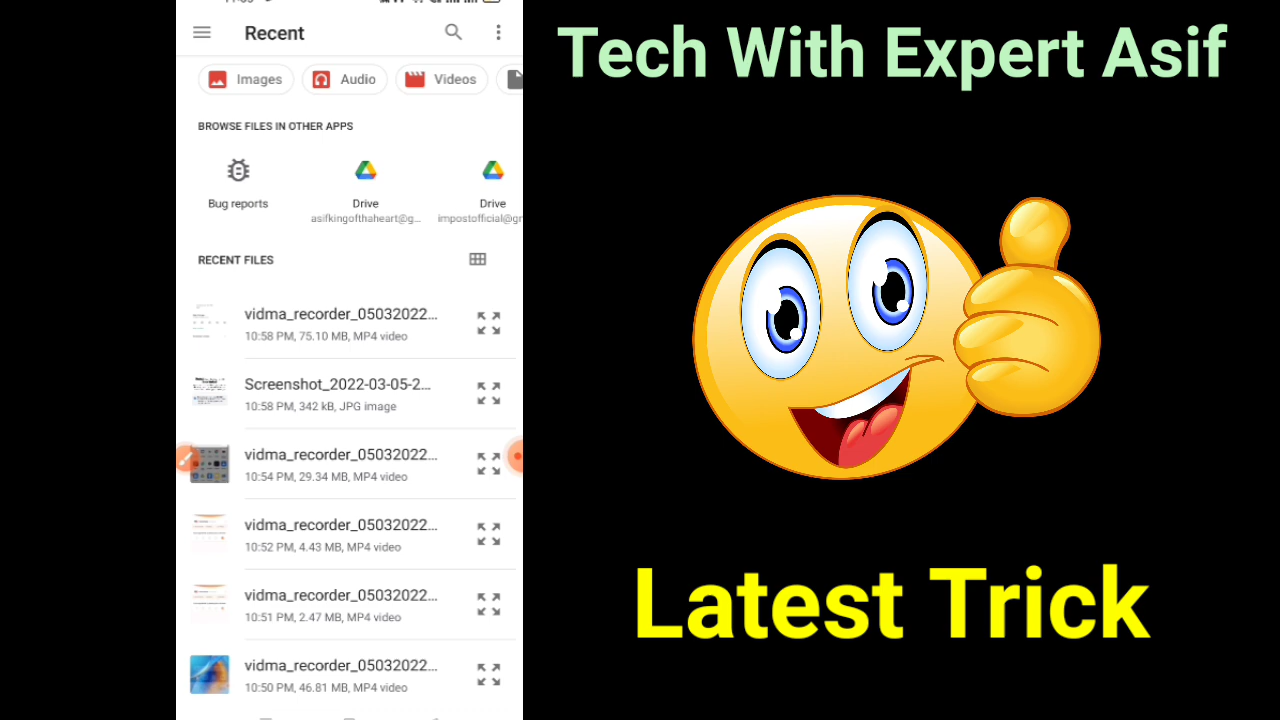 Recent
Images
Audio
Videos
BROWSE FILES IN OTHER APPS
Bug reports
Drive
asifkingofthaheart@g...
Drive
impostofficial@gr
RECENT FILES
vidma_recorder_05032022...
10:58 PM, 75.10 MB, MP4 video
Screenshot_2022-03-05-2...
10:58 PM, 342 kB, JPG image
vidma_recorder_05032022...
10:54 PM, 29.34 MB, MP4 video
vidma_recorder_05032022...
10:52 PM, 4.43 MB, MP4 video
vidma_recorder_05032022...
10:51 PM, 2.47 MB, MP4 video
vidma_recorder_05032022...
10:50 PM, 46.81 MB, MP4 video
Tech With Expert Asif
Latest Trick